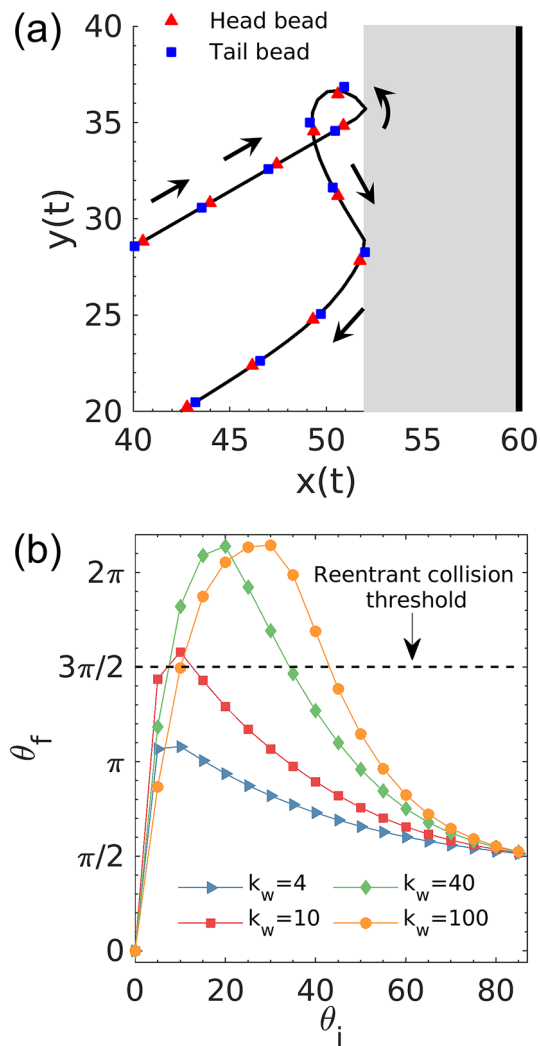 (a)
Head bead
Tail bead
40
35
30
25
20
y(t)
40 45 50 55 60
x(t)
(b)
2π
3π/2
π
π/2
0
θf
Reentrant collision
threshold
kw=4 kw=40
kw=10 kw=100
0 20 40 60 80
θi